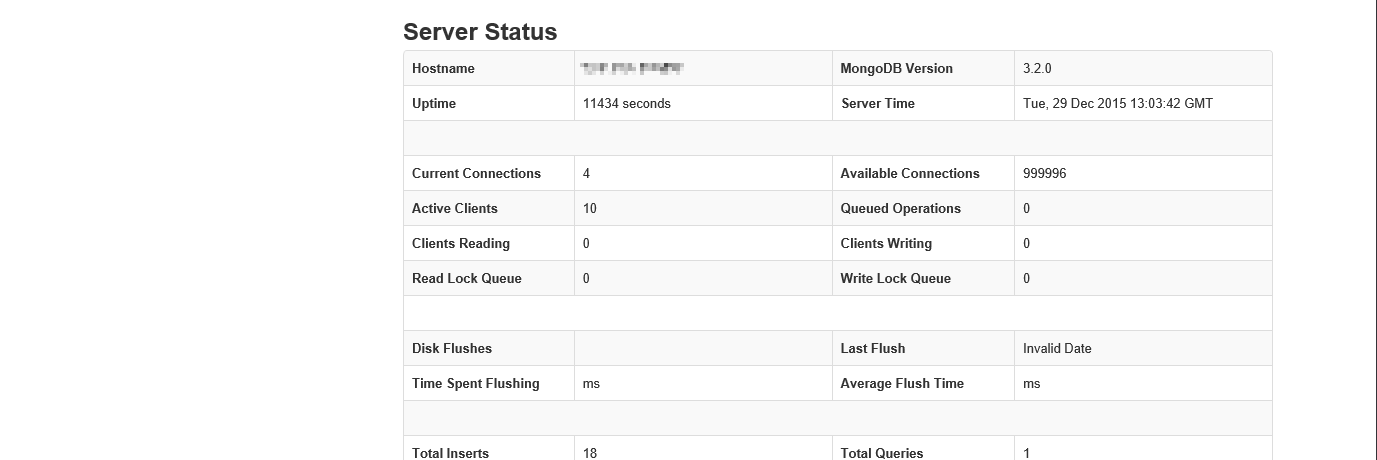 Server Status
Hostname MongoDB Version 3.2.0
Uptime 11434 seconds Server Time Tue, 29 Dec 2015 13:03:42 GMT
Current Connections 4 Available Connections 999996
Active Clients 10 Queued Operations 0
Clients Reading 0 Clients Writing 0
Read Lock Queue 0 Write Lock Queue 0
Disk Flushes Last Flush Invalid Date
Time Spent Flushing ms Average Flush Time ms
Total Inserts 18 Total Queries 1